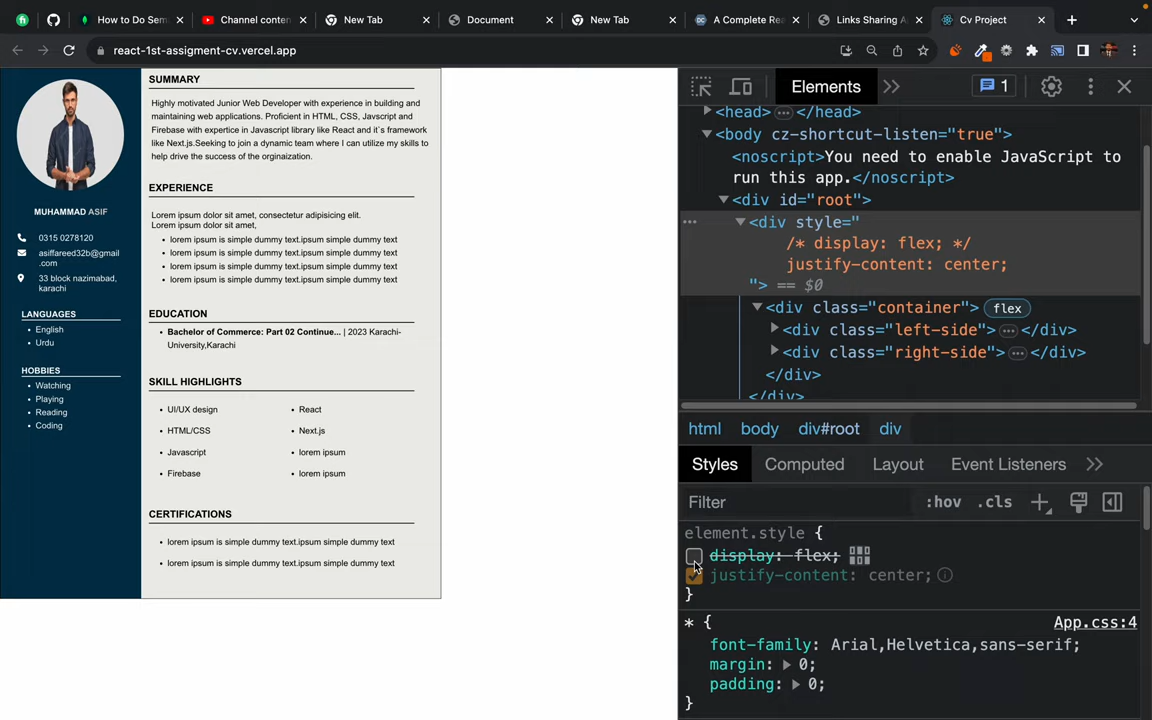 How to Do Sem
Channel conten
New Tab
Document
New Tab
A Complete Rea
Links Sharing A
Cv Project
react-1st-assigment-cv.vercel.app
SUMMARY
Highly motivated Junior Web Developer with experience in building and
maintaining web applications. Proficient in HTML, CSS, Javscript and
Firebase with expertice in Javascript library like React and it`s framework
like Next.js.Seeking to join a dynamic team where I can utilize my skills to
help drive the success of the orginaization.
MUHAMMAD ASIF
0315 0278120
asiffareed32b@gmail
.com
33 block nazimabad,
karachi
LANGUAGES
• English
• Urdu
HOBBIES
• Watching
• Playing
• Reading
• Coding
EXPERIENCE
Lorem ipsum dolor sit amet, consectetur adipisicing elit.
Lorem ipsum dolor sit amet,
• lorem ipsum is simple dummy text.ipsum simple dummy text
• lorem ipsum is simple dummy text.ipsum simple dummy text
• lorem ipsum is simple dummy text.ipsum simple dummy text
• lorem ipsum is simple dummy text.ipsum simple dummy text
EDUCATION
• Bachelor of Commerce: Part 02 Continue... | 2023 Karachi-
University,Karachi
SKILL HIGHLIGHTS
• UI/UX design • React
• HTML/CSS • Next.js
• Javascript • lorem ipsum
• Firebase • lorem ipsum
CERTIFICATIONS
• lorem ipsum is simple dummy text.ipsum simple dummy text
• lorem ipsum is simple dummy text.ipsum simple dummy text
Elements
1
<head> ••• </head>
<body cz-shortcut-listen="true">
<noscript>You need to enable JavaScript to
run this app.</noscript>
<div id="root">
<div style="
/* display: flex; */
justify-content: center;
"> == $0
<div class="container"> flex
<div class="left-side"> ••• </div>
<div class="right-side"> ••• </div>
</div>
</div>
html body div#root div
Styles Computed Layout Event Listeners
Filter :hov .cls
element.style {
display: flex;
justify-content: center;
}
* { App.css:4
font-family: Arial,Helvetica,sans-serif;
margin: 0;
padding: 0;
}